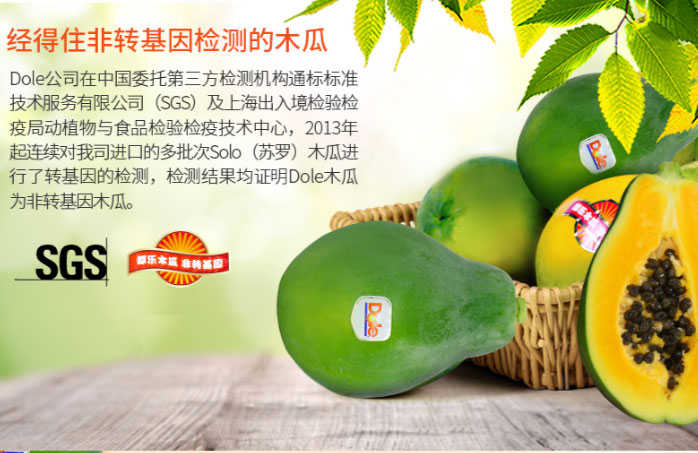 经得住非转基因检测的木瓜
Dole公司在中国委托第三方检测机构通标标准
技术服务有限公司（SGS）及上海出入境检验检
疫局动植物与食品检验检疫技术中心，2013年
起连续对我司进口的多批次Solo（苏罗）木瓜进
行了转基因的检测，检测结果均证明Dole木瓜
为非转基因木瓜。
SGS
都乐木瓜 非转基因
Dole
Dole